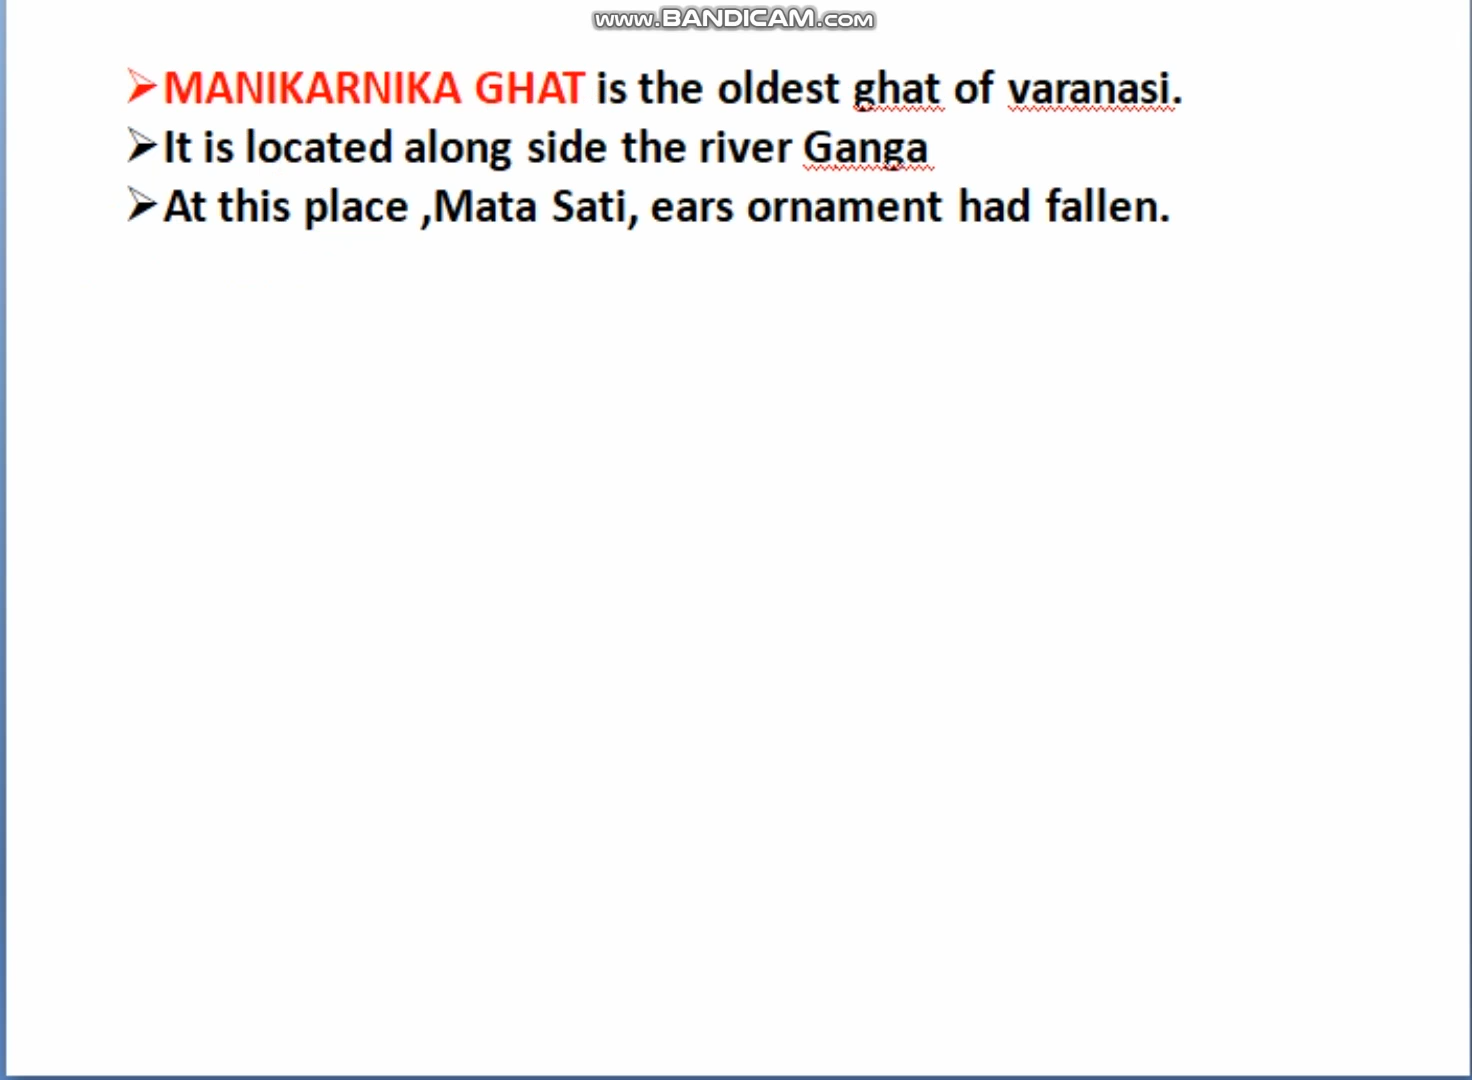 www.BANDICAM.com
➢MANIKARNIKA GHAT is the oldest ghat of varanasi.
➢It is located along side the river Ganga
➢At this place ,Mata Sati, ears ornament had fallen.